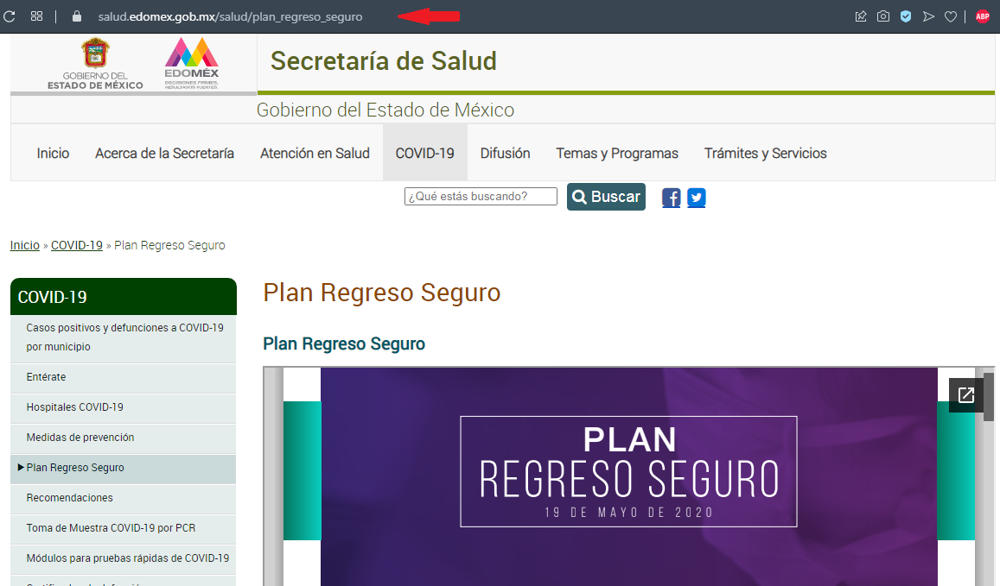 salud.edomex.gob.mx/salud/plan_regreso_seguro
ABP
GOBIERNO DEL
ESTADO DE MÉXICO
EDOMÉX
DECISIONES FIRMES, RESULTADOS FUERTES.
Secretaría de Salud
Gobierno del Estado de México
Inicio Acerca de la Secretaría Atención en Salud COVID-19 Difusión Temas y Programas Trámites y Servicios
¿Qué estás buscando? Buscar
Inicio » COVID-19 » Plan Regreso Seguro
COVID-19
Casos positivos y defunciones a COVID-19
por municipio
Entérate
Hospitales COVID-19
Medidas de prevención
Plan Regreso Seguro
Recomendaciones
Toma de Muestra COVID-19 por PCR
Módulos para pruebas rápidas de COVID-19
Plan Regreso Seguro
Plan Regreso Seguro
PLAN
REGRESO SEGURO
19 DE MAYO DE 2020